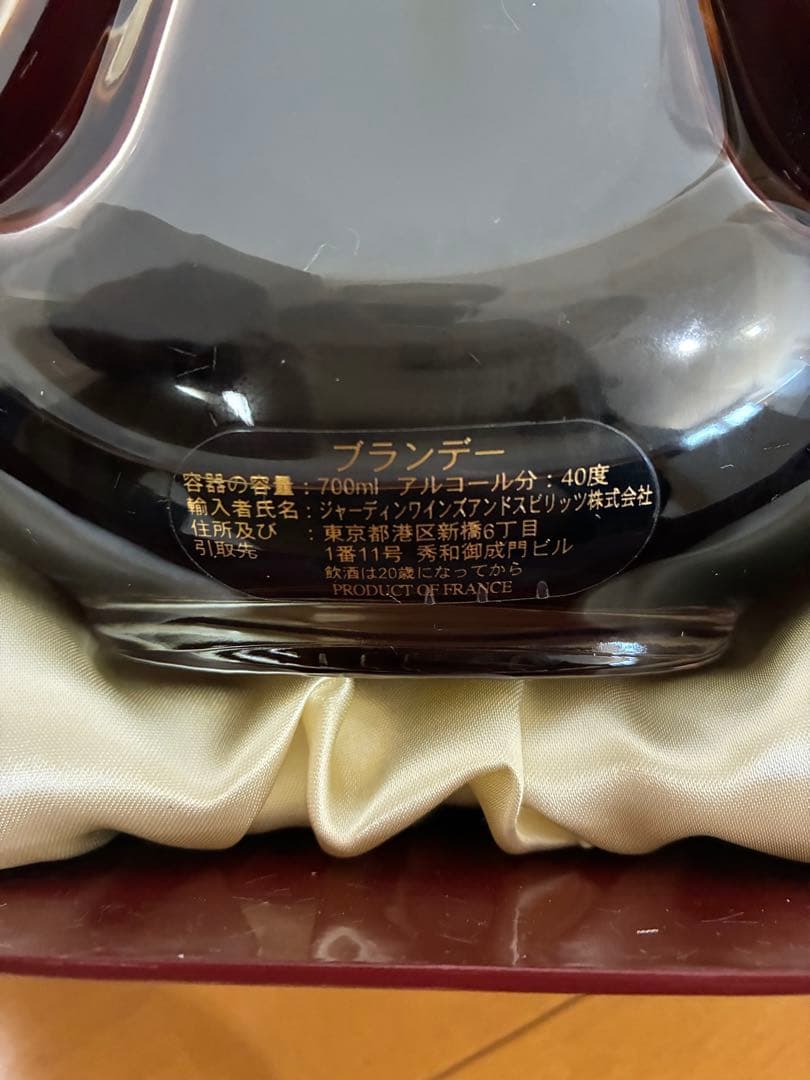 ブランデー
容器の容量：700ml アルコール分：40度
輸入者氏名：ジャーディンワインズアンドスピリッツ株式会社
住所及び ：東京都港区新橋6丁目
引取先 1番11号 秀和御成門ビル
飲酒は20歳になってから
PRODUCT OF FRANCE